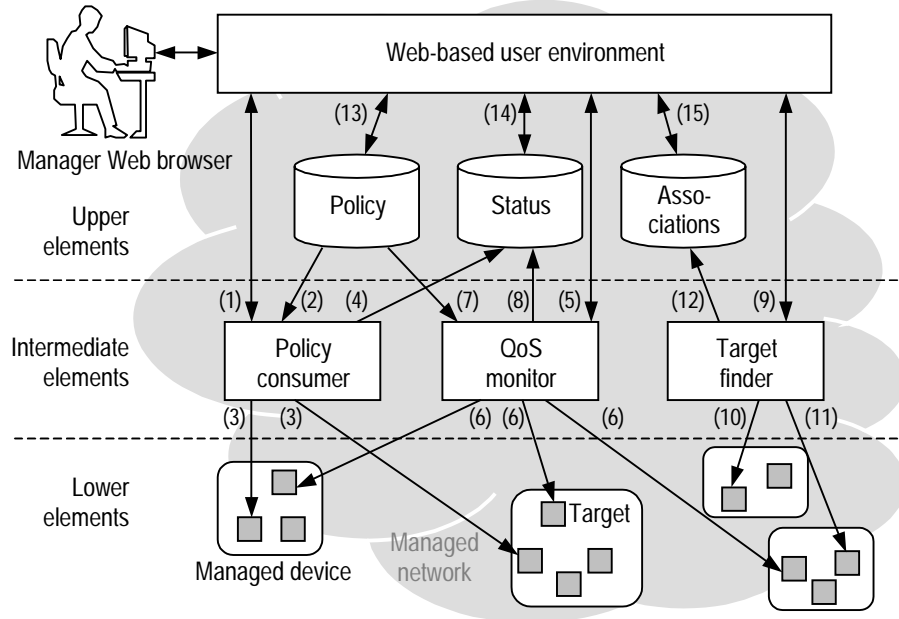 Web-based user environment
(13)
(14)
(15)
Manager Web browser
Policy
Status
Asso-
ciations
Upper
elements
(1)
(2)
(4)
(7)
(8)
(5)
(12)
(9)
Intermediate
elements
Policy
consumer
QoS
monitor
Target
finder
(3)
(3)
(6)
(6)
(6)
(10)
(11)
Lower
elements
Target
Managed device
Managed
network